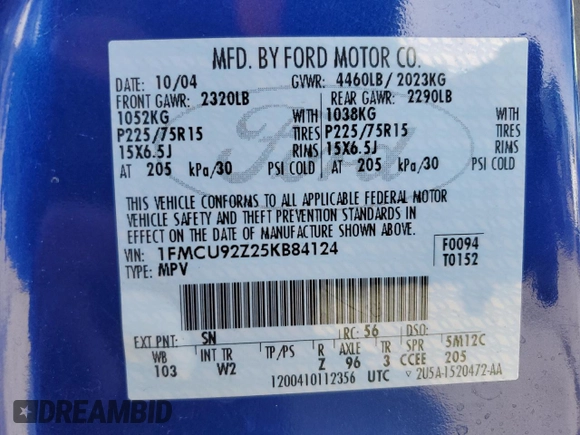 MFD. BY FORD MOTOR CO.
DATE: 10/04 GVWR: 4460LB/2023KG
FRONT GAWR: 2320LB REAR GAWR: 2290LB
1052KG WITH 1038KG WITH
P225/75R15 TIRES P225/75R15 TIRES
15X6.5J RIMS 15X6.5J RIMS
AT 205 kPa/30 PSI COLD AT 205 kPa/30 PSI COLD
Ford
THIS VEHICLE CONFORMS TO ALL APPLICABLE FEDERAL MOTOR
VEHICLE SAFETY AND THEFT PREVENTION STANDARDS IN
EFFECT ON THE DATE OF MANUFACTURE SHOWN ABOVE.
VIN: 1FMCU92Z25KB84124 F0094
TYPE: MPV T0152
EXT PNT: SN RC: 56 DSO:
WB INT TR TP/PS R AXLE TR SPR 5M12C
103 W2 Z 96 3 CCEE 205
1200410112356 UTC 2U5A-1520472-AA
DREAMBID